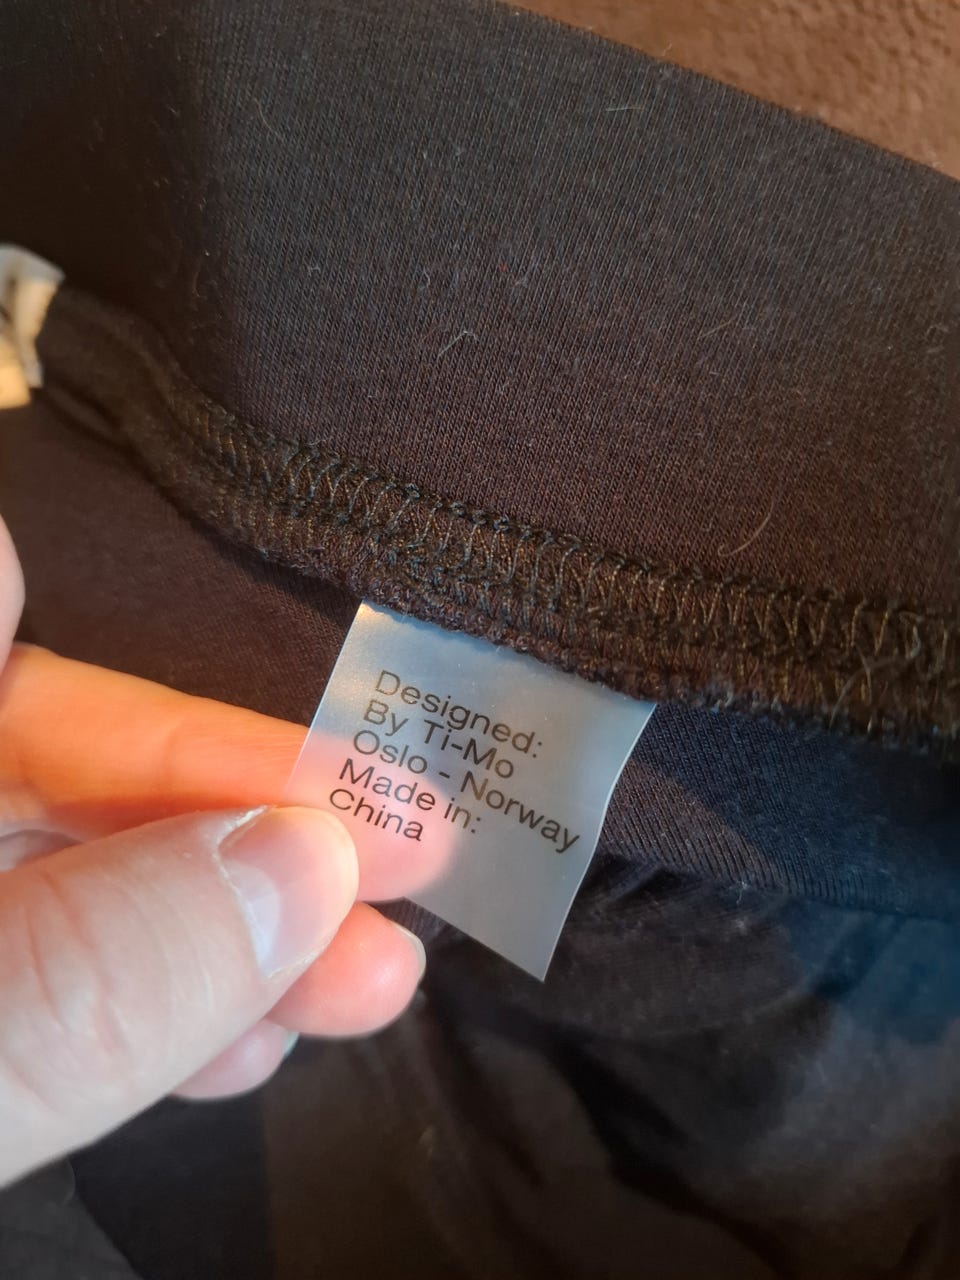 Designed:
By Ti-Mo
Oslo - Norway
Made in:
China